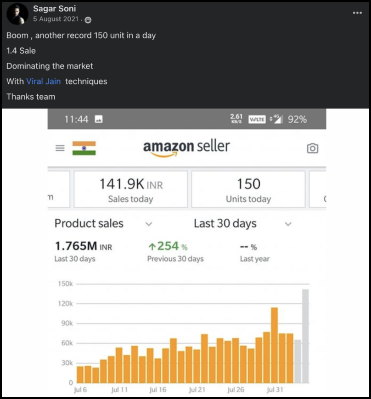 Sagar Soni
5 August 2021 ·
Boom , another record 150 unit in a day
1.4 Sale
Dominating the market
With Viral Jain techniques
Thanks team
11:44
2.61 KB/S VoLTE 4G 92%
amazon seller
m
141.9K INR
Sales today
150
Units today
Product sales
Last 30 days
1.765M INR
Last 30 days
↑254 %
Previous 30 days
-- %
Last year
150k
120k
90k
60k
30k
0
Jul 6 Jul 11 Jul 16 Jul 21 Jul 26 Jul 31